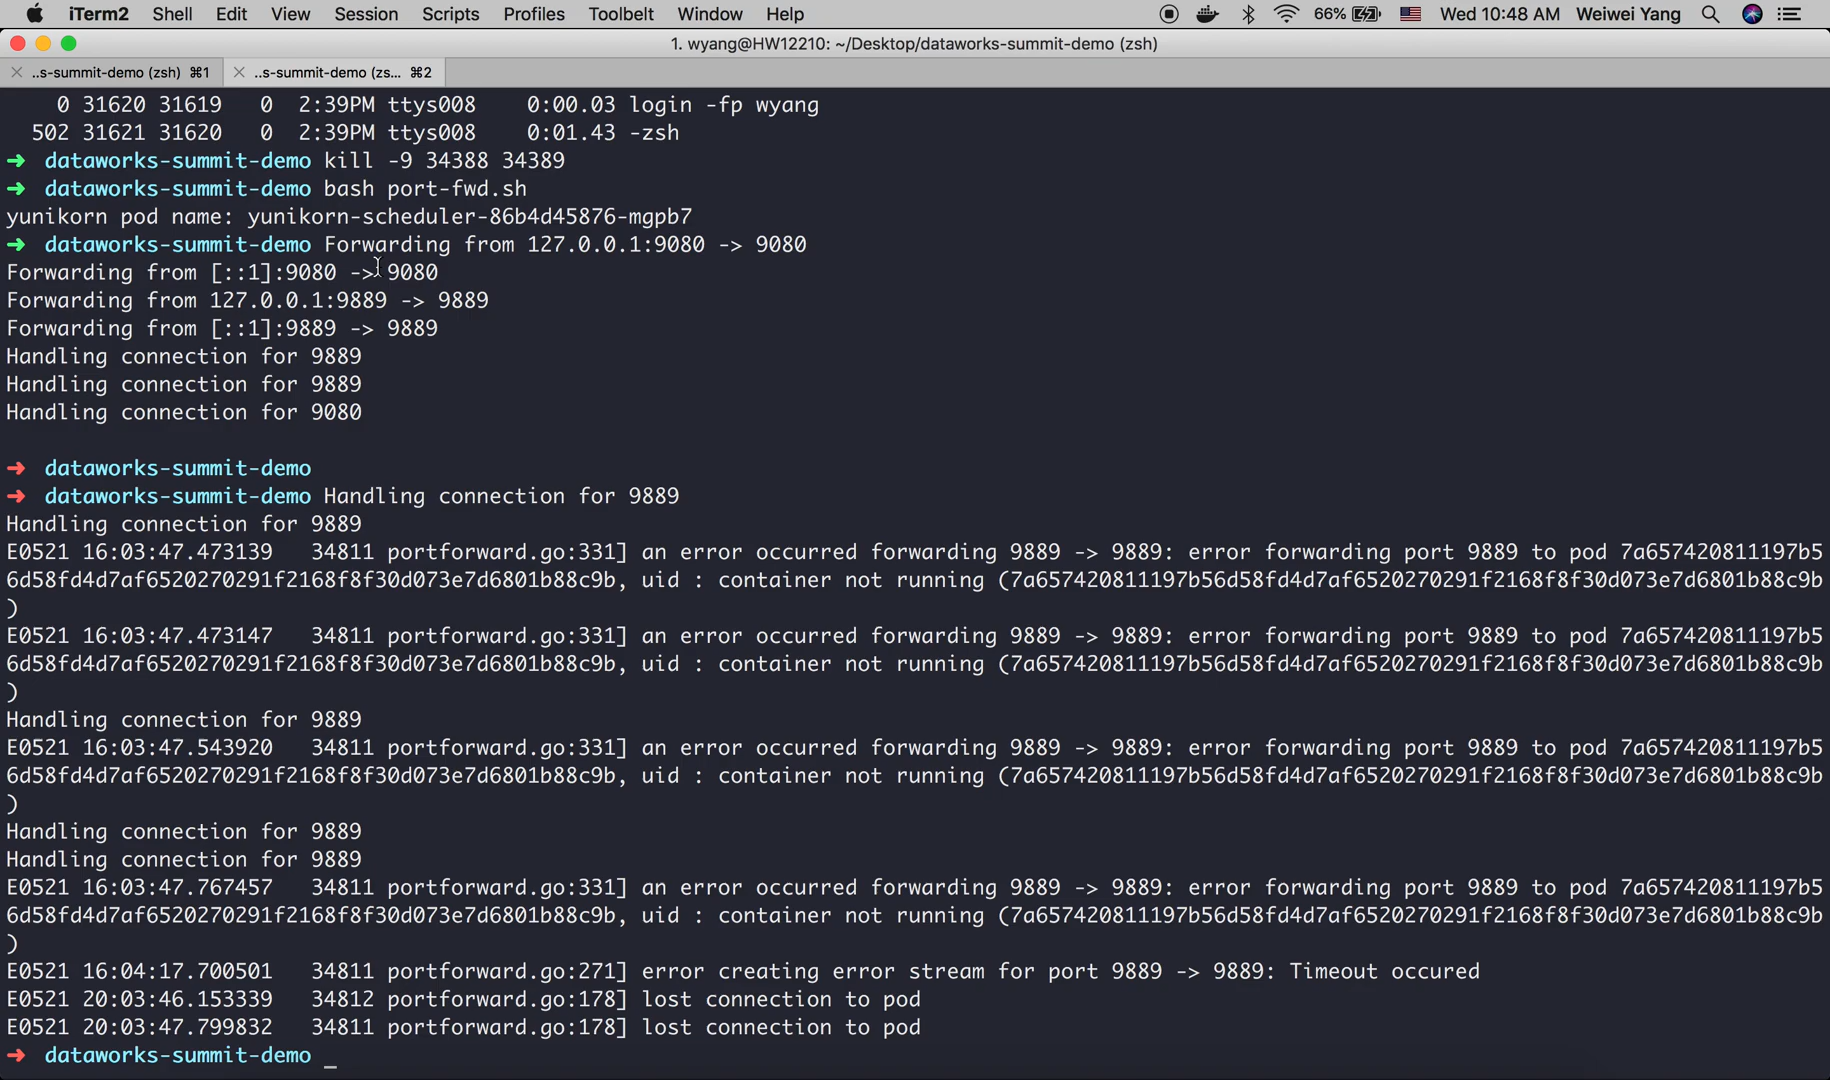 iTerm2 Shell Edit View Session Scripts Profiles Toolbelt Window Help 66% Wed 10:48 AM Weiwei Yang
1. wyang@HW12210: ~/Desktop/dataworks-summit-demo (zsh)
..s-summit-demo (zsh) ⌘1 ..s-summit-demo (zs... ⌘2
0 31620 31619 0 2:39PM ttys008 0:00.03 login -fp wyang
502 31621 31620 0 2:39PM ttys008 0:01.43 -zsh
➜ dataworks-summit-demo kill -9 34388 34389
➜ dataworks-summit-demo bash port-fwd.sh
yunikorn pod name: yunikorn-scheduler-86b4d45876-mgpb7
➜ dataworks-summit-demo Forwarding from 127.0.0.1:9080 -> 9080
Forwarding from [::1]:9080 -> 9080
Forwarding from 127.0.0.1:9889 -> 9889
Forwarding from [::1]:9889 -> 9889
Handling connection for 9889
Handling connection for 9889
Handling connection for 9080
➜ dataworks-summit-demo
➜ dataworks-summit-demo Handling connection for 9889
Handling connection for 9889
E0521 16:03:47.473139 34811 portforward.go:331] an error occurred forwarding 9889 -> 9889: error forwarding port 9889 to pod 7a657420811197b5
6d58fd4d7af6520270291f2168f8f30d073e7d6801b88c9b, uid : container not running (7a657420811197b56d58fd4d7af6520270291f2168f8f30d073e7d6801b88c9b
)
E0521 16:03:47.473147 34811 portforward.go:331] an error occurred forwarding 9889 -> 9889: error forwarding port 9889 to pod 7a657420811197b5
6d58fd4d7af6520270291f2168f8f30d073e7d6801b88c9b, uid : container not running (7a657420811197b56d58fd4d7af6520270291f2168f8f30d073e7d6801b88c9b
)
Handling connection for 9889
E0521 16:03:47.543920 34811 portforward.go:331] an error occurred forwarding 9889 -> 9889: error forwarding port 9889 to pod 7a657420811197b5
6d58fd4d7af6520270291f2168f8f30d073e7d6801b88c9b, uid : container not running (7a657420811197b56d58fd4d7af6520270291f2168f8f30d073e7d6801b88c9b
)
Handling connection for 9889
Handling connection for 9889
E0521 16:03:47.767457 34811 portforward.go:331] an error occurred forwarding 9889 -> 9889: error forwarding port 9889 to pod 7a657420811197b5
6d58fd4d7af6520270291f2168f8f30d073e7d6801b88c9b, uid : container not running (7a657420811197b56d58fd4d7af6520270291f2168f8f30d073e7d6801b88c9b
)
E0521 16:04:17.700501 34811 portforward.go:271] error creating error stream for port 9889 -> 9889: Timeout occured
E0521 20:03:46.153339 34812 portforward.go:178] lost connection to pod
E0521 20:03:47.799832 34811 portforward.go:178] lost connection to pod
➜ dataworks-summit-demo _